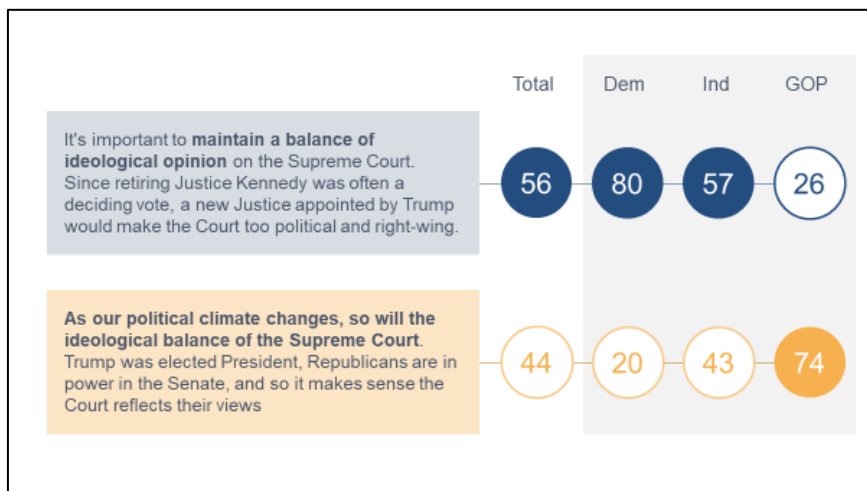 Total Dem Ind GOP
It's important to maintain a balance of
ideological opinion on the Supreme Court.
Since retiring Justice Kennedy was often a
deciding vote, a new Justice appointed by Trump
would make the Court too political and right-wing.
56 80 57 26
As our political climate changes, so will the
ideological balance of the Supreme Court.
Trump was elected President, Republicans are in
power in the Senate, and so it makes sense the
Court reflects their views
44 20 43 74